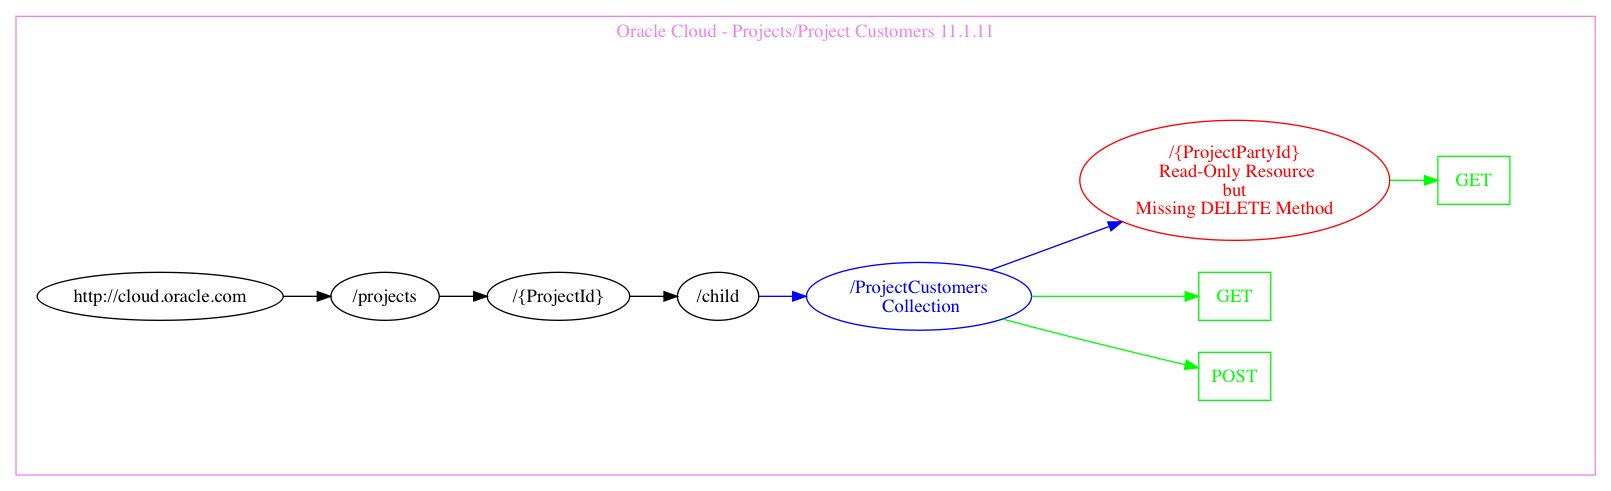 Oracle Cloud - Projects/Project Customers 11.1.11
http://cloud.oracle.com
/projects
/{ProjectId}
/child
/ProjectCustomers
Collection
/{ProjectPartyId}
Read-Only Resource
but
Missing DELETE Method
GET
GET
POST